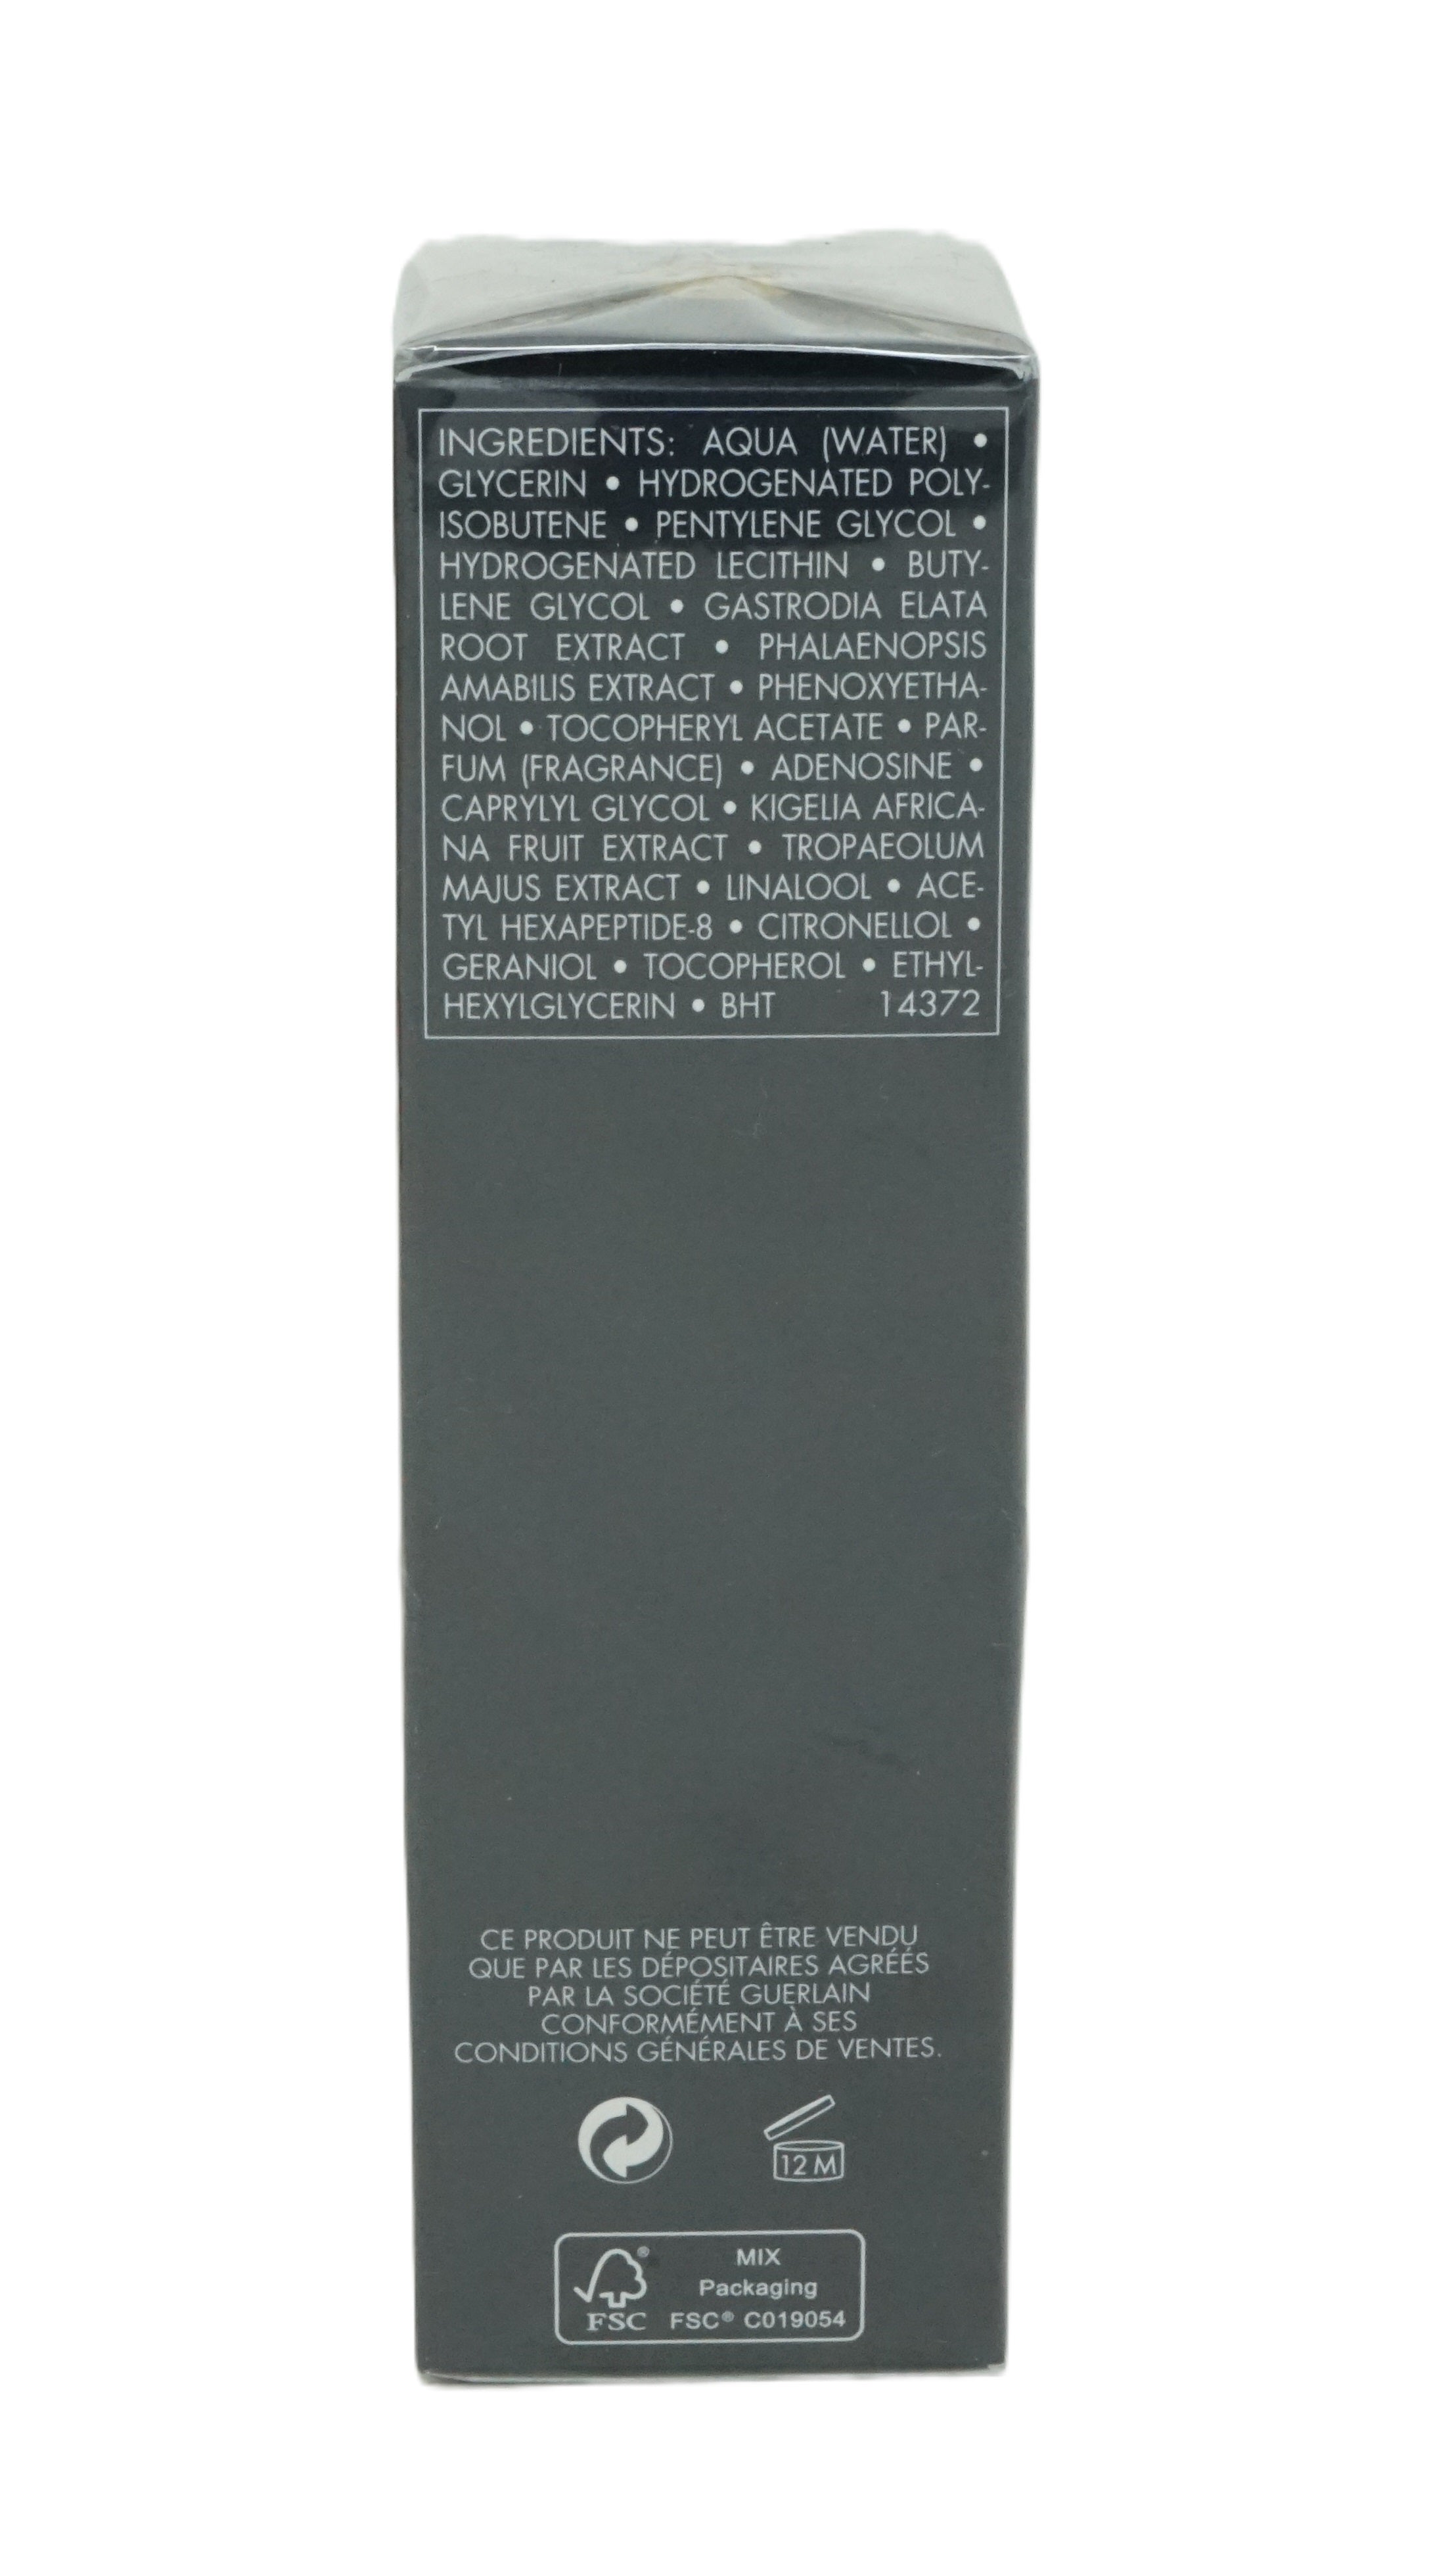 INGREDIENTS: AQUA (WATER) •
GLYCERIN • HYDROGENATED POLY-
ISOBUTENE • PENTYLENE GLYCOL •
HYDROGENATED LECITHIN • BUTY-
LENE GLYCOL • GASTRODIA ELATA
ROOT EXTRACT • PHALAENOPSIS
AMABILIS EXTRACT • PHENOXYETHA-
NOL • TOCOPHERYL ACETATE • PAR-
FUM (FRAGRANCE) • ADENOSINE •
CAPRYLYL GLYCOL • KIGELIA AFRICA-
NA FRUIT EXTRACT • TROPAEOLUM
MAJUS EXTRACT • LINALOOL • ACE-
TYL HEXAPEPTIDE-8 • CITRONELLOL •
GERANIOL • TOCOPHEROL • ETHYL-
HEXYLGLYCERIN • BHT 14372
CE PRODUIT NE PEUT ÊTRE VENDU
QUE PAR LES DÉPOSITAIRES AGRÉÉS
PAR LA SOCIÉTÉ GUERLAIN
CONFORMÉMENT À SES
CONDITIONS GÉNÉRALES DE VENTES.
12 M
MIX
Packaging
FSC FSC® C019054